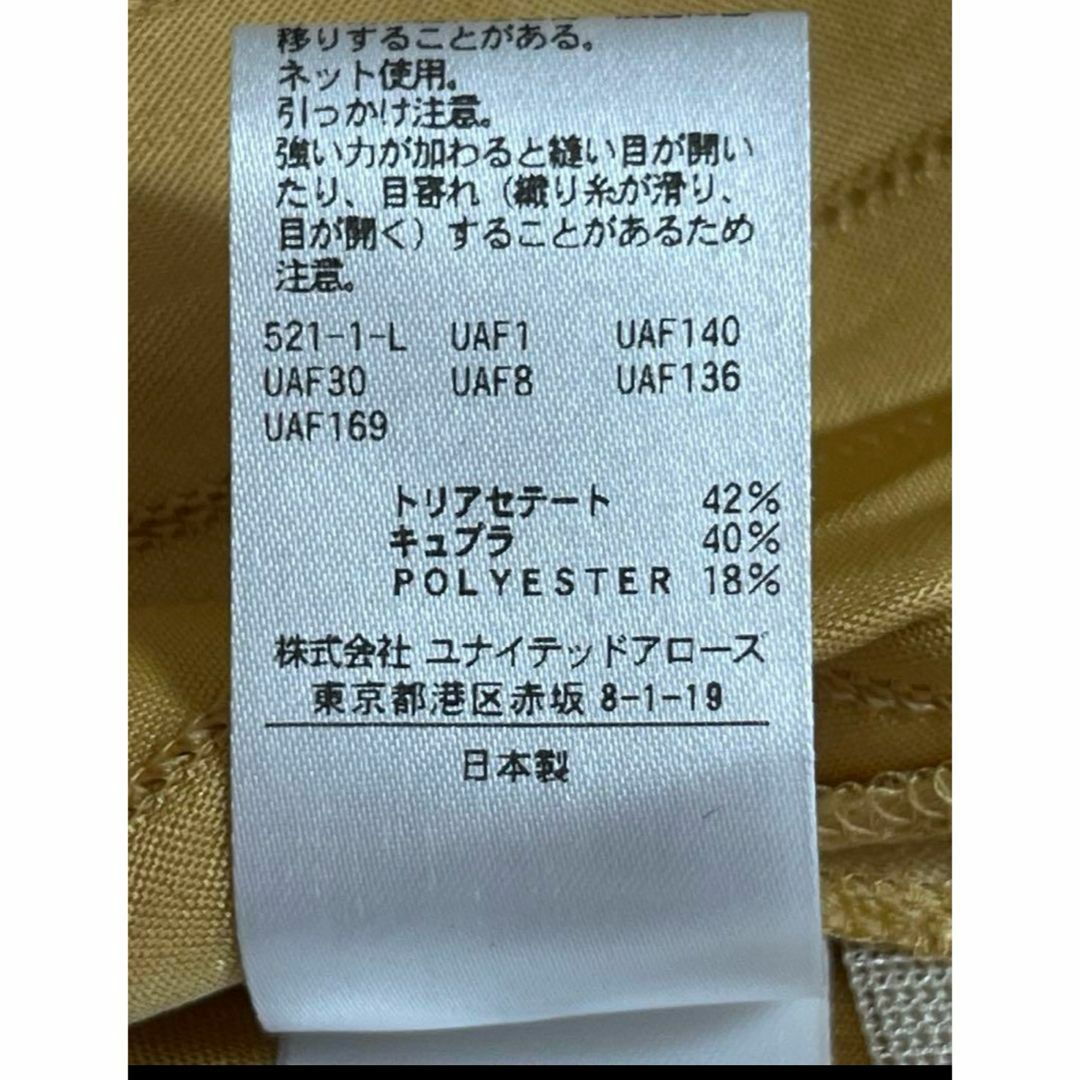 移りすることがある。
ネット使用。
引っかけ注意。
強い力が加わると縫い目が開い
たり、目寄れ（織り糸が滑り、
目が開く）することがあるため
注意。
521-1-L UAF1 UAF140
UAF30 UAF8 UAF136
UAF169
トリアセテート 42%
キュプラ 40%
POLYESTER 18%
株式会社 ユナイテッドアローズ
東京都港区赤坂 8-1-19
日本製